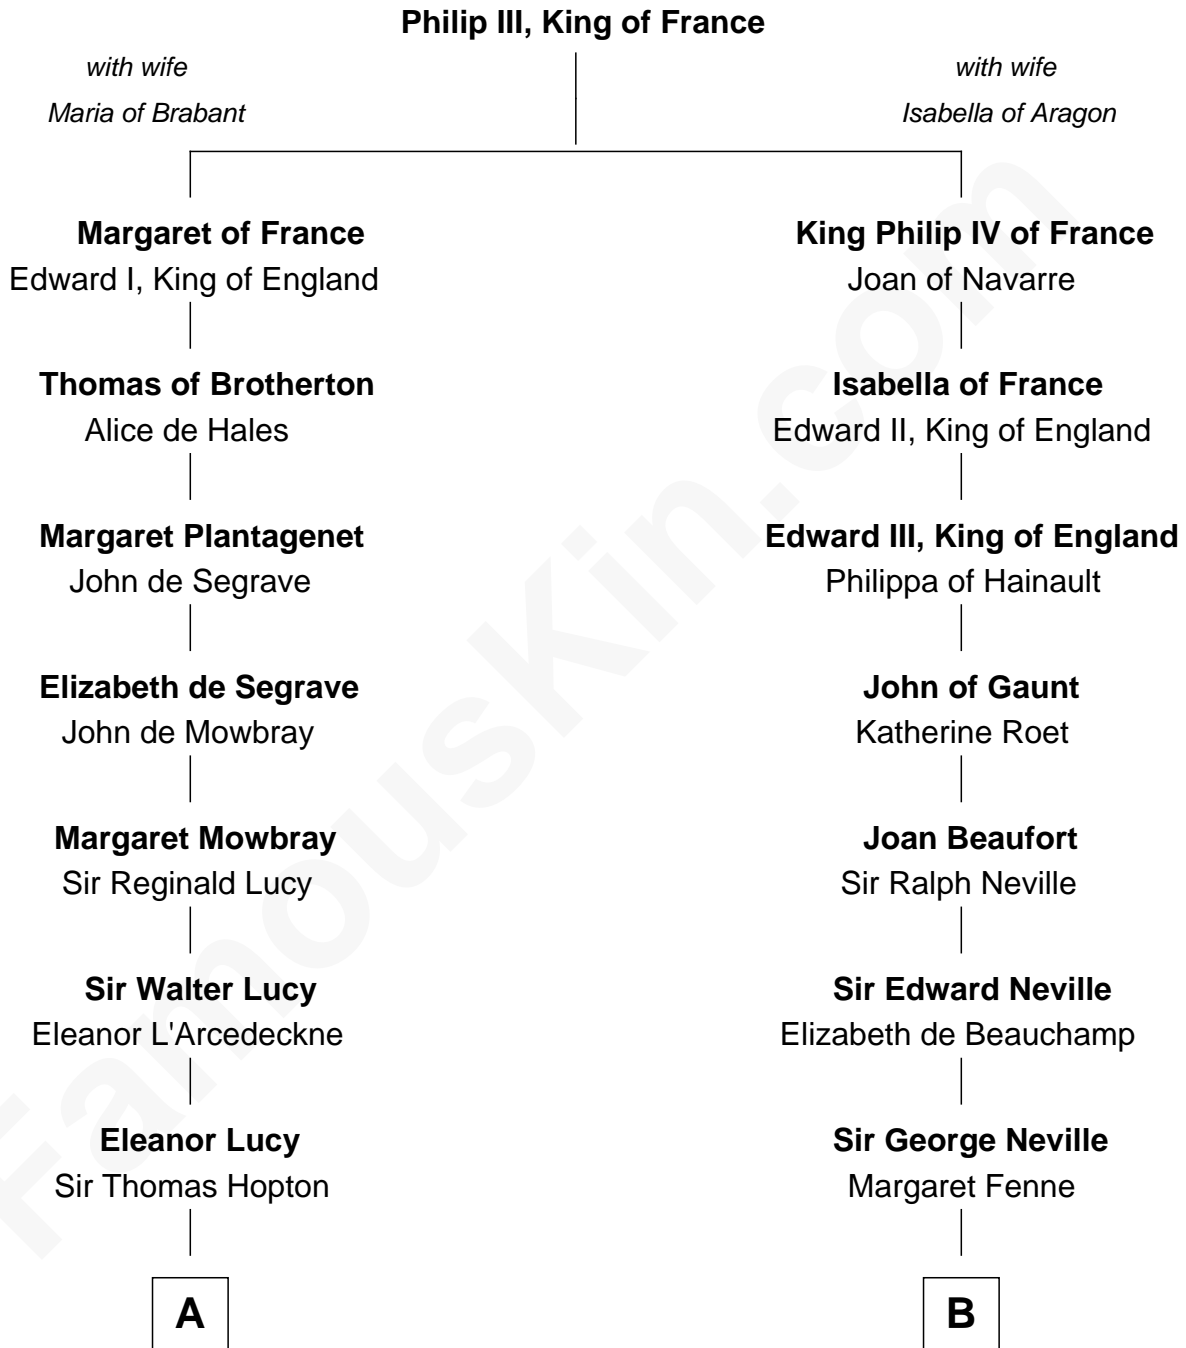 Philip III, King of France
with wife
Maria of Brabant
with wife
Isabella of Aragon
Margaret of France
Edward I, King of England
King Philip IV of France
Joan of Navarre
Thomas of Brotherton
Alice de Hales
Isabella of France
Edward II, King of England
Margaret Plantagenet
John de Segrave
Edward III, King of England
Philippa of Hainault
Elizabeth de Segrave
John de Mowbray
John of Gaunt
Katherine Roet
Margaret Mowbray
Sir Reginald Lucy
Joan Beaufort
Sir Ralph Neville
Sir Walter Lucy
Eleanor L'Arcedeckne
Sir Edward Neville
Elizabeth de Beauchamp
Eleanor Lucy
Sir Thomas Hopton
Sir George Neville
Margaret Fenne
A
B
FamousKin.com